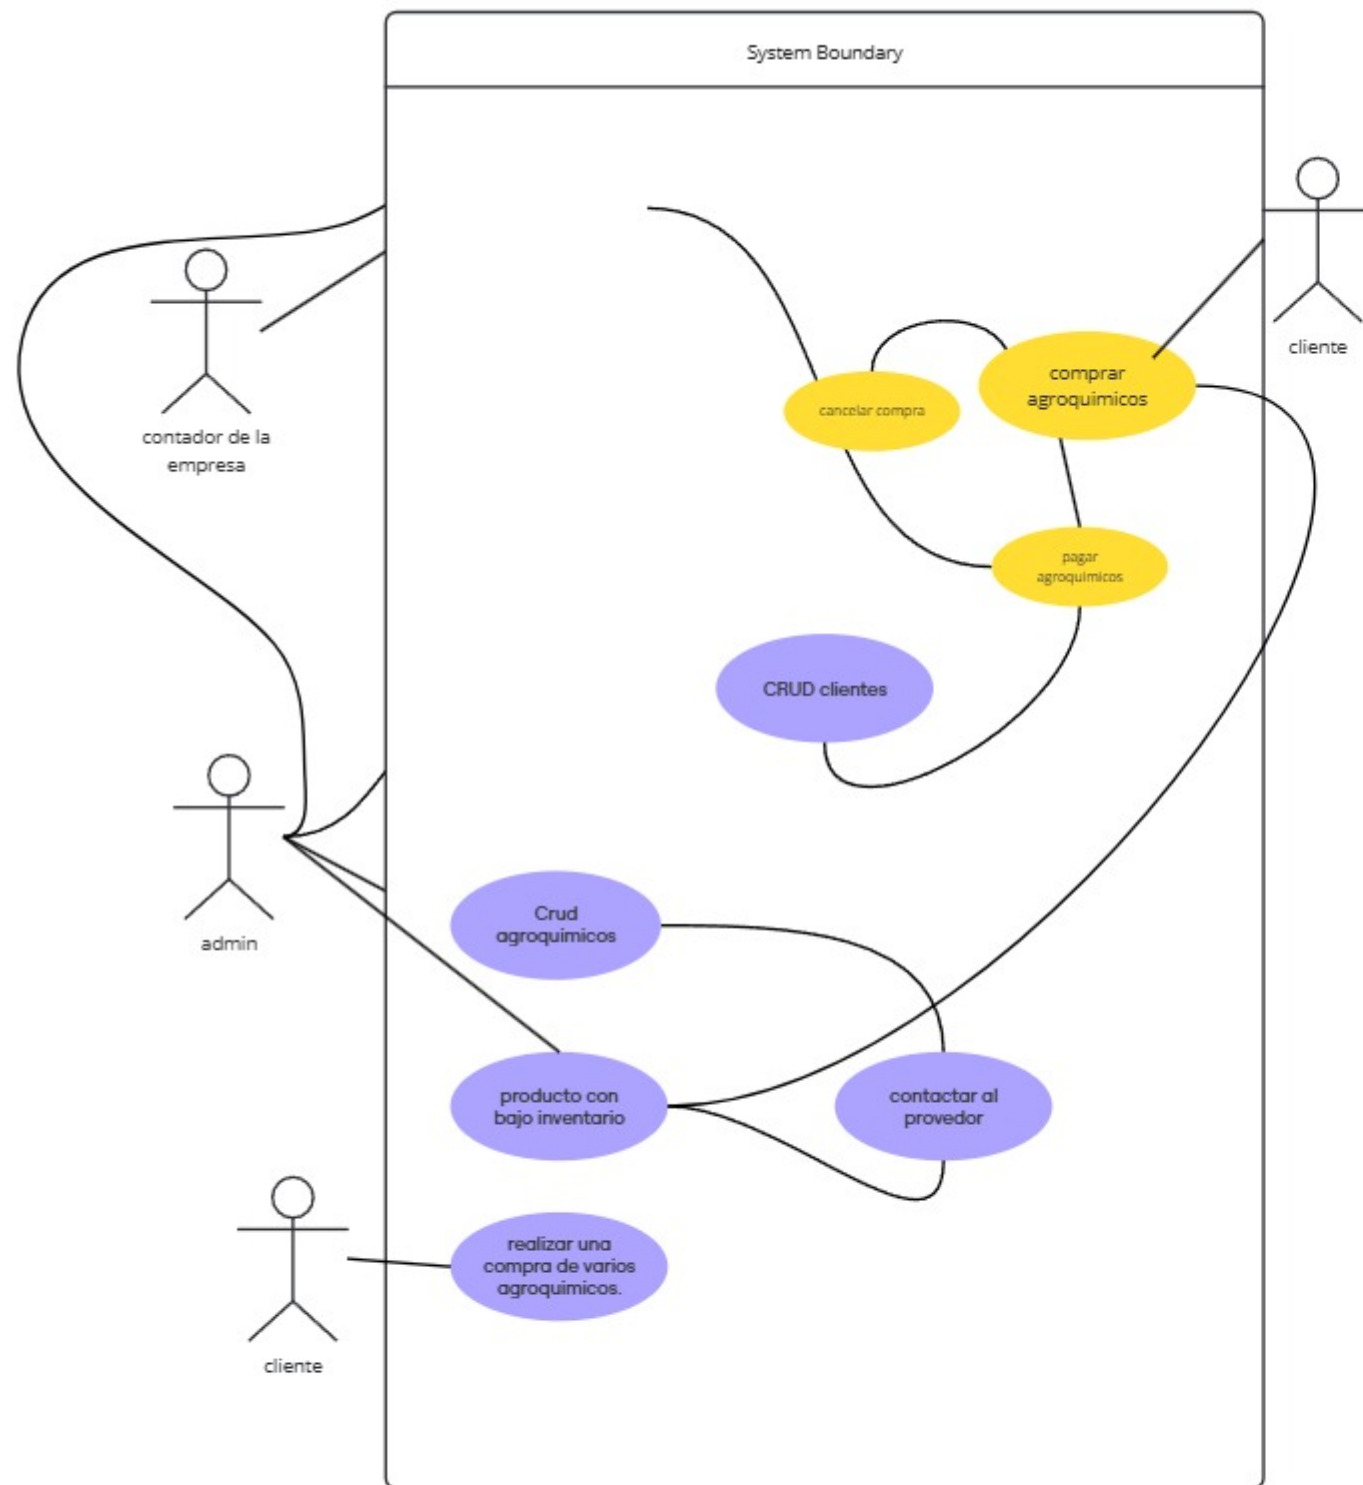 System Boundary
cliente
comprar
agroquimicos
cancelar compra
contador de la
empresa
pagar
agroquimicos
CRUD clientes
Crud
agroquimicos
admin
producto con
bajo inventario
contactar al
provedor
realizar una
compra de varios
agroquimicos.
cliente